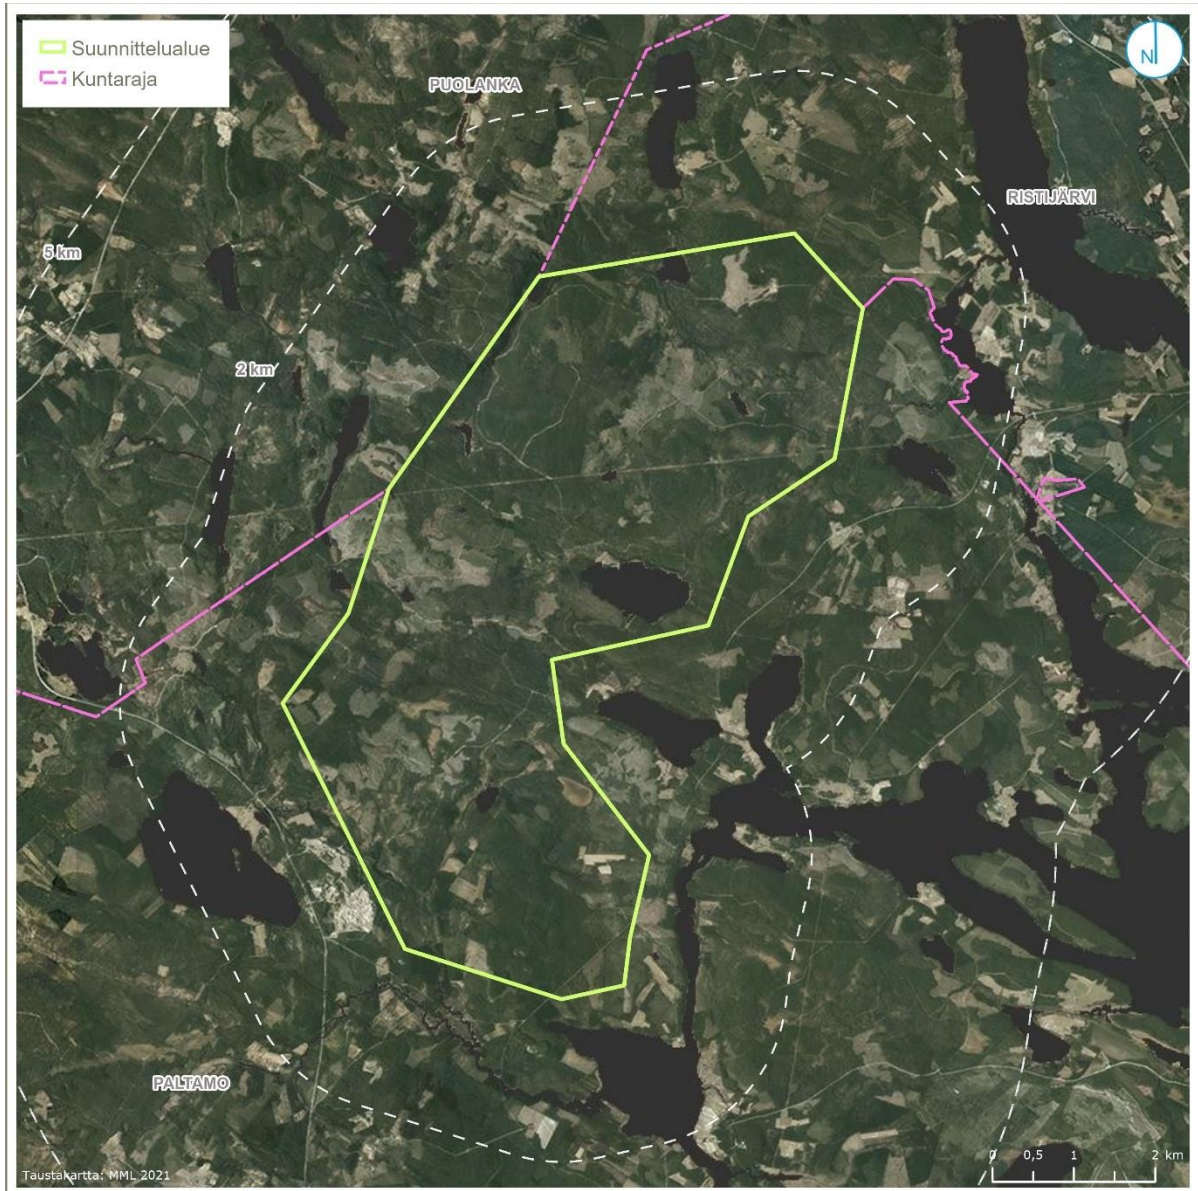 Suunnittelualue
Kuntaraja
N
PUOLANKA
RISTIJÄRVI
5 km
2 km
PALTAMO
Taustakartta: MML 2021
0 0,5 1 2 km